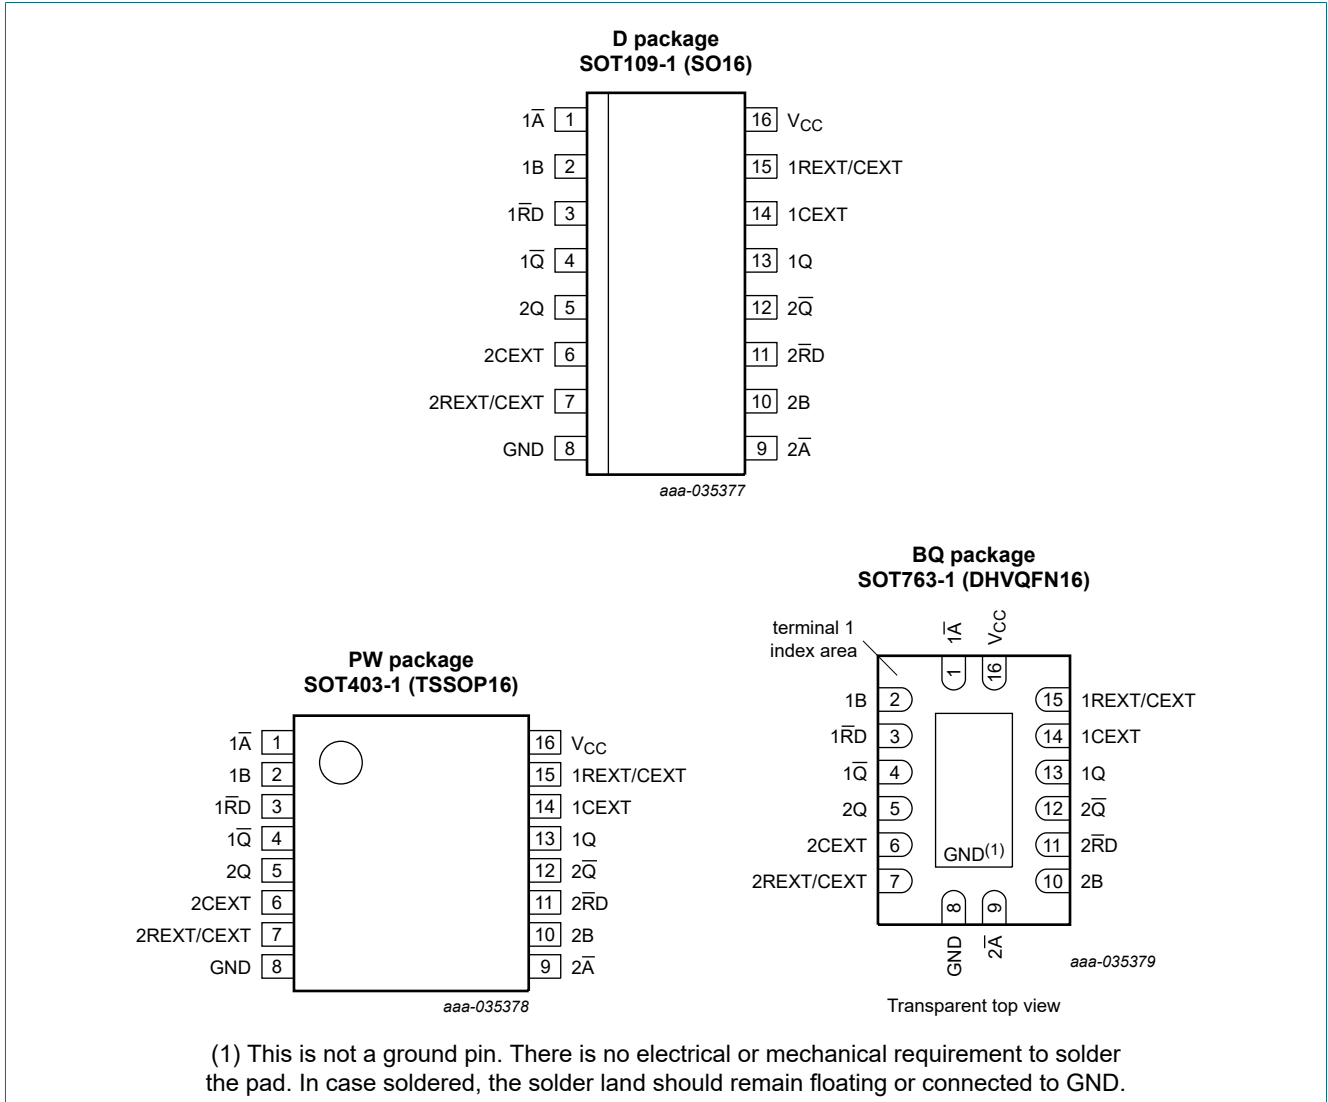 D package
SOT109-1 (SO16)
1A̅ 1
1B 2
1R̅D 3
1Q̅ 4
2Q 5
2CEXT 6
2REXT/CEXT 7
GND 8
16 VCC
15 1REXT/CEXT
14 1CEXT
13 1Q
12 2Q̅
11 2R̅D
10 2B
9 2A̅
aaa-035377
PW package
SOT403-1 (TSSOP16)
1A̅ 1
1B 2
1R̅D 3
1Q̅ 4
2Q 5
2CEXT 6
2REXT/CEXT 7
GND 8
16 VCC
15 1REXT/CEXT
14 1CEXT
13 1Q
12 2Q̅
11 2R̅D
10 2B
9 2A̅
aaa-035378
BQ package
SOT763-1 (DHVQFN16)
terminal 1
index area
1A̅ 1
VCC 16
1B 2
1R̅D 3
1Q̅ 4
2Q 5
2CEXT 6
2REXT/CEXT 7
15 1REXT/CEXT
14 1CEXT
13 1Q
12 2Q̅
11 2R̅D
10 2B
GND(1)
8 GND
9 2A̅
aaa-035379
Transparent top view
(1) This is not a ground pin. There is no electrical or mechanical requirement to solder
the pad. In case soldered, the solder land should remain floating or connected to GND.